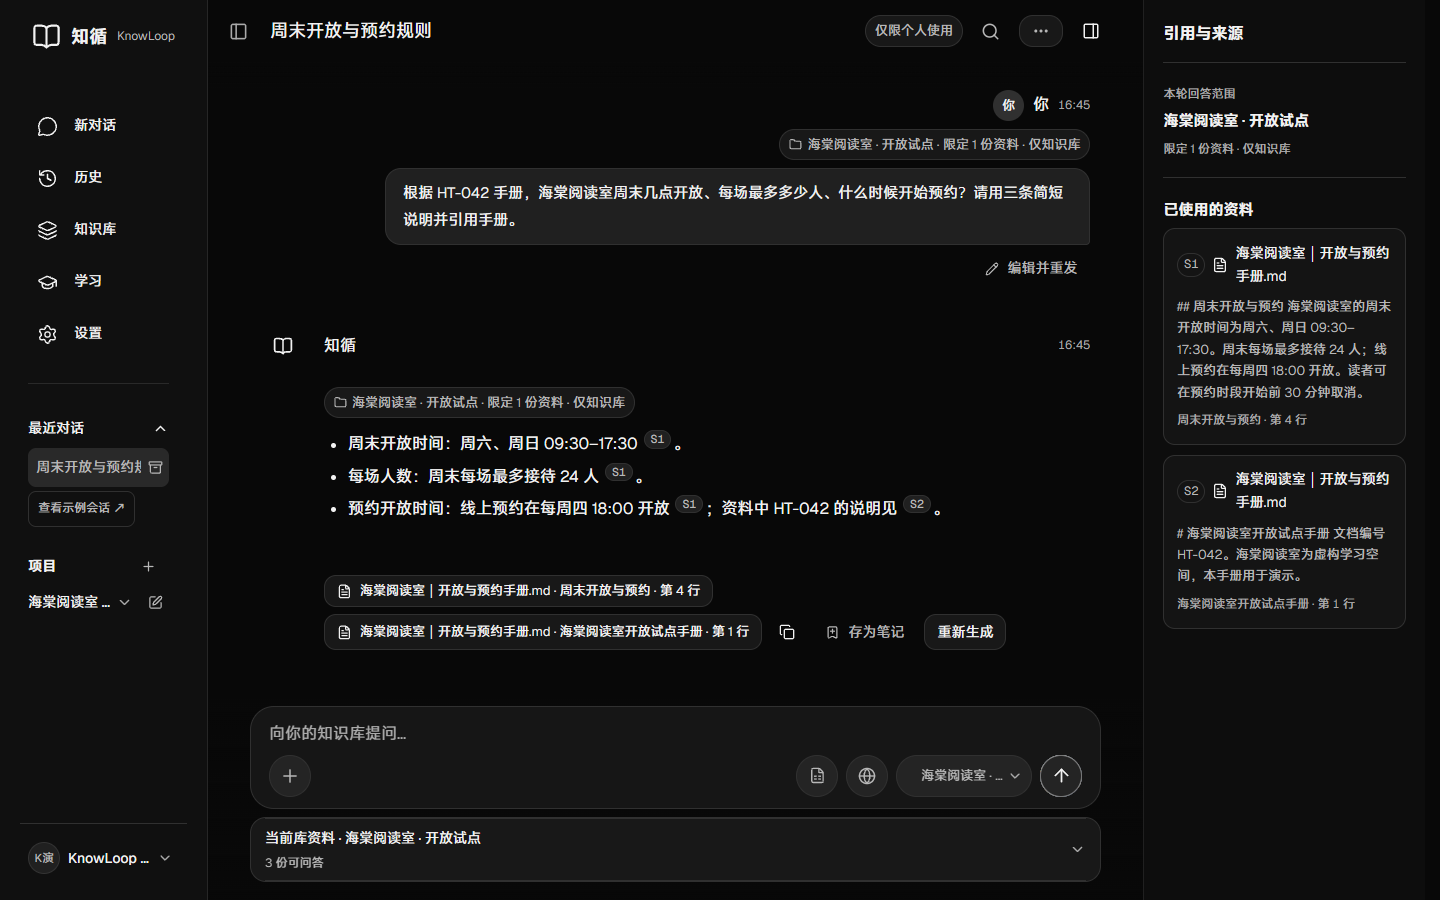 知循 KnowLoop
新对话
历史
知识库
学习
设置
最近对话
周末开放与预约规
查看示例会话 ↗
项目
海棠阅读室 ...
K演 KnowLoop ...
周末开放与预约规则
仅限个人使用
你 你 16:45
海棠阅读室 · 开放试点 · 限定 1 份资料 · 仅知识库
根据 HT-042 手册，海棠阅读室周末几点开放、每场最多多少人、什么时候开始预约？请用三条简短
说明并引用手册。
编辑并重发
知循 16:45
海棠阅读室 · 开放试点 · 限定 1 份资料 · 仅知识库
• 周末开放时间：周六、周日 09:30–17:30 S1 。
• 每场人数：周末每场最多接待 24 人 S1 。
• 预约开放时间：线上预约在每周四 18:00 开放 S1 ；资料中 HT-042 的说明见 S2 。
海棠阅读室｜开放与预约手册.md · 周末开放与预约 · 第 4 行
海棠阅读室｜开放与预约手册.md · 海棠阅读室开放试点手册 · 第 1 行
存为笔记
重新生成
向你的知识库提问...
海棠阅读室 · ...
当前库资料 · 海棠阅读室 · 开放试点
3 份可问答
引用与来源
本轮回答范围
海棠阅读室 · 开放试点
限定 1 份资料 · 仅知识库
已使用的资料
S1 海棠阅读室｜开放与预约
手册.md
## 周末开放与预约 海棠阅读室的周末
开放时间为周六、周日 09:30–
17:30。周末每场最多接待 24 人；线
上预约在每周四 18:00 开放。读者可
在预约时段开始前 30 分钟取消。
周末开放与预约 · 第 4 行
S2 海棠阅读室｜开放与预约
手册.md
# 海棠阅读室开放试点手册 文档编号
HT-042。海棠阅读室为虚构学习空
间，本手册用于演示。
海棠阅读室开放试点手册 · 第 1 行